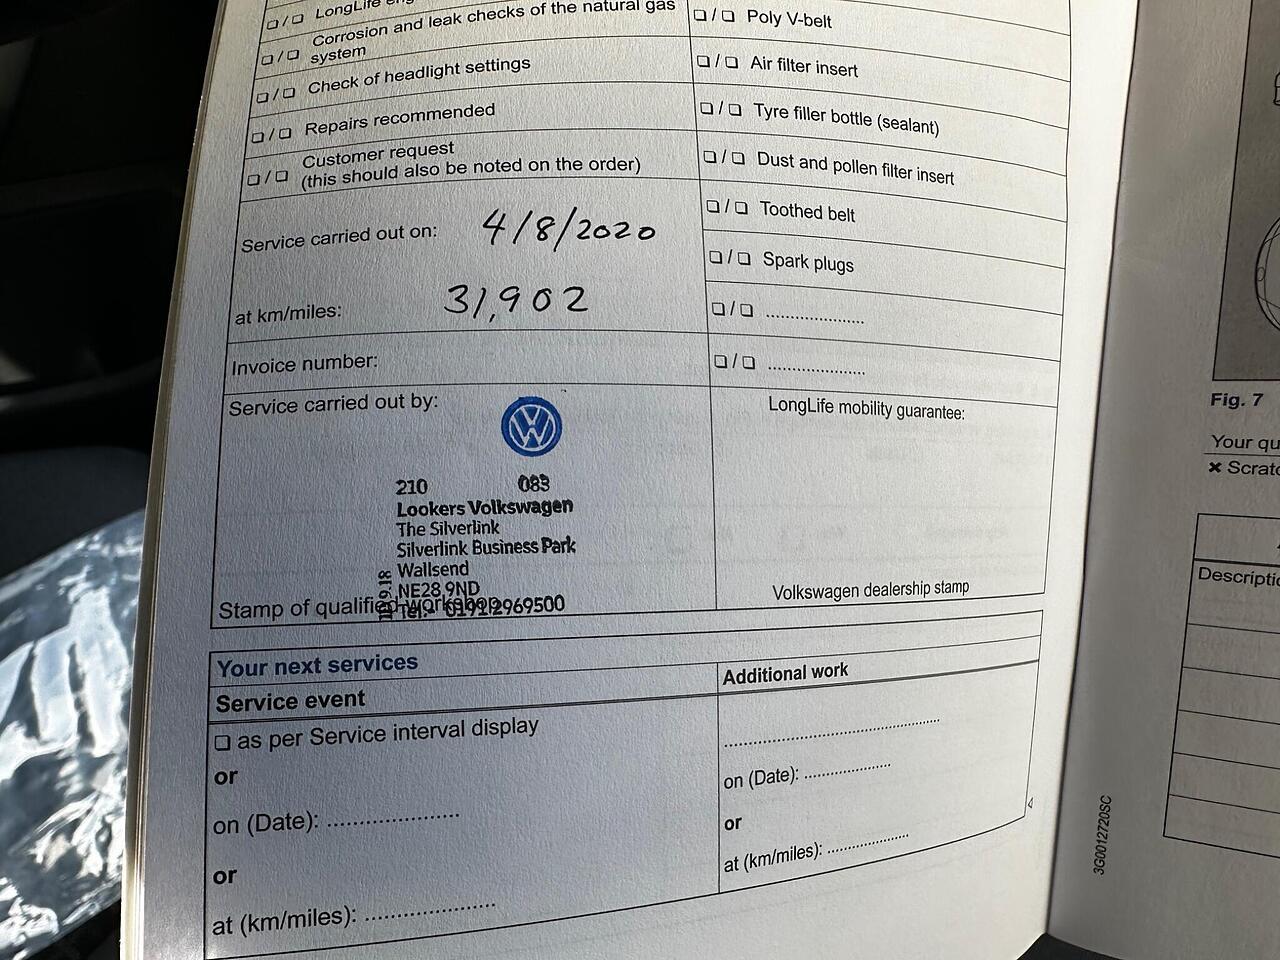 LongLife
Corrosion and leak checks of the natural gas
system
Check of headlight settings
Repairs recommended
Customer request
(this should also be noted on the order)
Service carried out on: 4/8/2020
at km/miles: 31,902
Invoice number:
Service carried out by:
210 083
Lookers Volkswagen
The Silverlink
Silverlink Business Park
Wallsend
NE28 9ND
Tel:- 0191 2969500
Stamp of qualified workshop
Poly V-belt
Air filter insert
Tyre filler bottle (sealant)
Dust and pollen filter insert
Toothed belt
Spark plugs
....................
....................
LongLife mobility guarantee:
Volkswagen dealership stamp
Your next services
Service event
as per Service interval display
or
on (Date): ....................
or
at (km/miles): ....................
Additional work
........................................
on (Date): ....................
or
at (km/miles): ....................
3G0012720SC
Fig. 7
Your